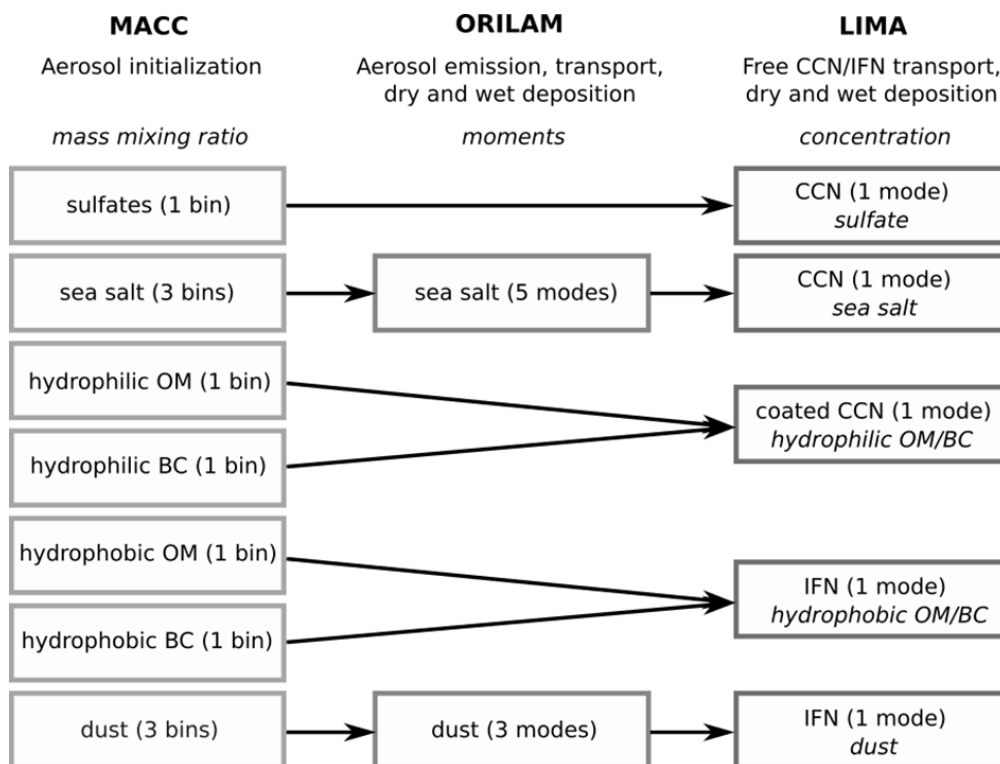 MACC
Aerosol initialization
mass mixing ratio
ORILAM
Aerosol emission, transport,
dry and wet deposition
moments
LIMA
Free CCN/IFN transport,
dry and wet deposition
concentration
sulfates (1 bin)
CCN (1 mode)
sulfate
sea salt (3 bins)
sea salt (5 modes)
CCN (1 mode)
sea salt
hydrophilic OM (1 bin)
hydrophilic BC (1 bin)
coated CCN (1 mode)
hydrophilic OM/BC
hydrophobic OM (1 bin)
hydrophobic BC (1 bin)
IFN (1 mode)
hydrophobic OM/BC
dust (3 bins)
dust (3 modes)
IFN (1 mode)
dust